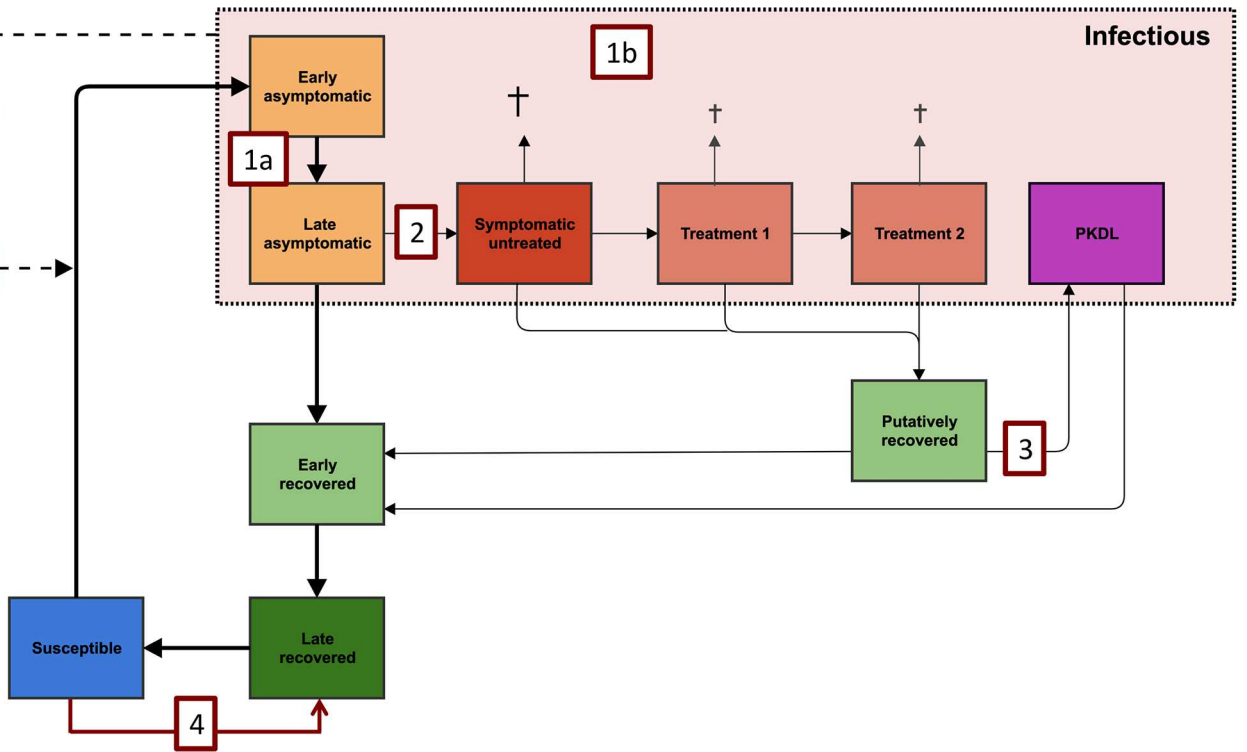 Infectious
1b
Early
asymptomatic
†
†
†
1a
Late
asymptomatic
2
Symptomatic
untreated
Treatment 1
Treatment 2
PKDL
Putatively
recovered
3
Early
recovered
Susceptible
Late
recovered
4